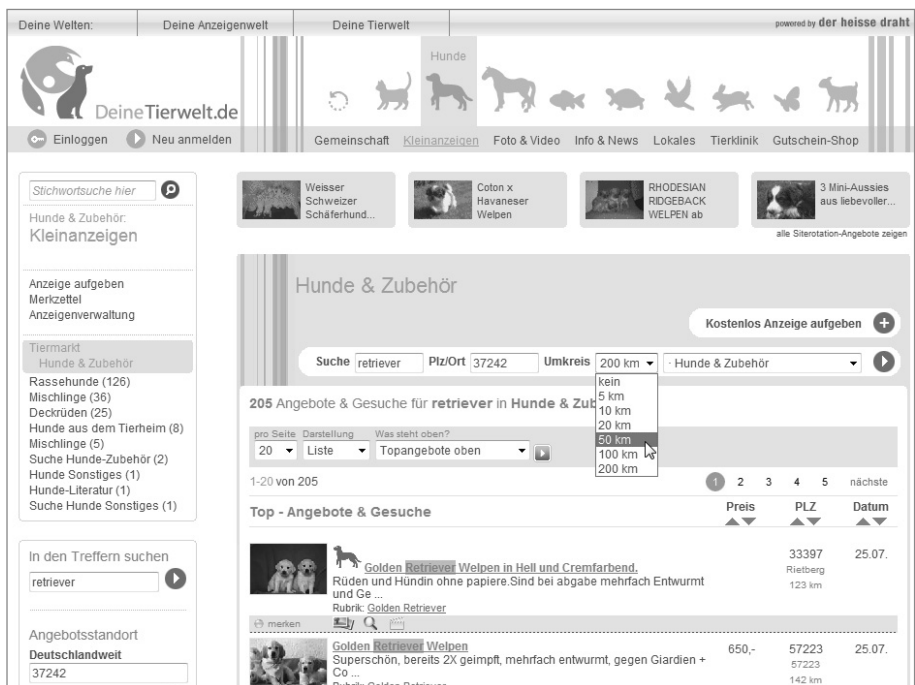 Deine Welten:
Deine Anzeigenwelt
Deine Tierwelt
powered by der heisse draht
Hunde
DeineTierwelt.de
Einloggen
Neu anmelden
Gemeinschaft Kleinanzeigen Foto & Video Info & News Lokales Tierklinik Gutschein-Shop
Stichwortsuche hier
Hunde & Zubehör:
Kleinanzeigen
Anzeige aufgeben
Merkzettel
Anzeigenverwaltung
Tiermarkt
Hunde & Zubehör
Rassehunde (126)
Mischlinge (36)
Deckrüden (25)
Hunde aus dem Tierheim (8)
Mischlinge (5)
Suche Hunde-Zubehör (2)
Hunde Sonstiges (1)
Hunde-Literatur (1)
Suche Hunde Sonstiges (1)
In den Treffern suchen
retriever
Angebotsstandort
Deutschlandweit
37242
Weisser
Schweizer
Schäferhund...
Coton x
Havaneser
Welpen
RHODESIAN
RIDGEBACK
WELPEN ab
3 Mini-Aussies
aus liebevoller...
alle Siterotation-Angebote zeigen
Hunde & Zubehör
Kostenlos Anzeige aufgeben
Suche retriever Plz/Ort 37242 Umkreis 200 km · Hunde & Zubehör
kein
5 km
10 km
20 km
50 km
100 km
200 km
205 Angebote & Gesuche für retriever in Hunde & Zub
pro Seite Darstellung Was steht oben?
20 Liste Topangebote oben
1-20 von 205
1 2 3 4 5 nächste
Top - Angebote & Gesuche
Preis PLZ Datum
Golden Retriever Welpen in Hell und Cremfarbend.
Rüden und Hündin ohne papiere.Sind bei abgabe mehrfach Entwurmt
und Ge ...
Rubrik: Golden Retriever
33397
Rietberg
123 km
25.07.
merken
Golden Retriever Welpen
Superschön, bereits 2X geimpft, mehrfach entwurmt, gegen Giardien +
Co ...
Rubrik: Golden Retriever
650,-
57223
57223
142 km
25.07.